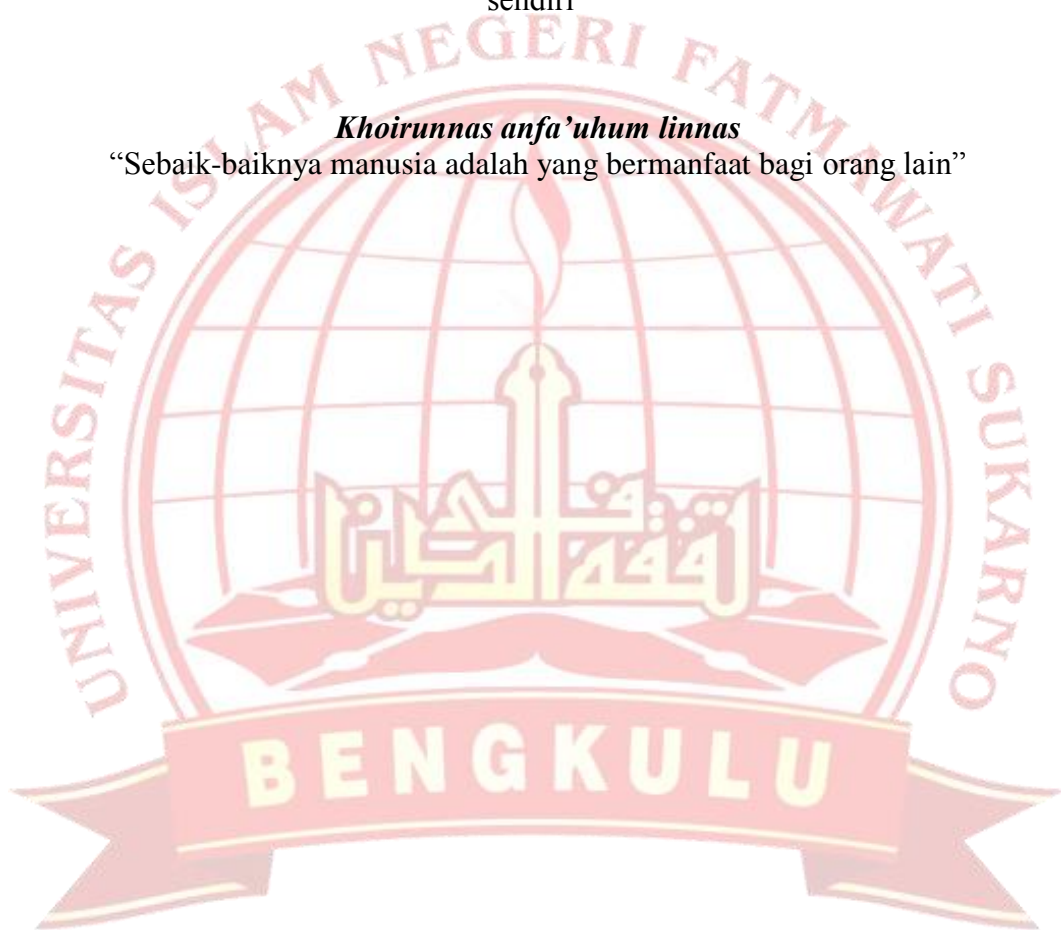 sendiri
Khoirunnas anfa’uhum linnas
“Sebaik-baiknya manusia adalah yang bermanfaat bagi orang lain”
UNIVERSITAS ISLAM NEGERI FATMAWATI SUKARNO
BENGKULU